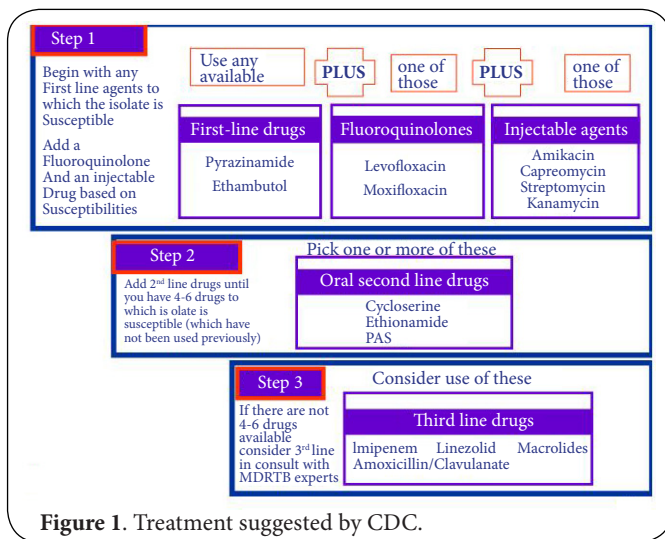 Step 1
Begin with any
First line agents to
which the isolate is
Susceptible
Add a
Fluoroquinolone
And an injectable
Drug based on
Susceptibilities
Use any
available
PLUS
one of
those
PLUS
one of
those
First-line drugs
Pyrazinamide
Ethambutol
Fluoroquinolones
Levofloxacin
Moxifloxacin
Injectable agents
Amikacin
Capreomycin
Streptomycin
Kanamycin
Step 2
Add 2nd line drugs until
you have 4-6 drugs to
which is olate is
susceptible (which have
not been used previously)
Pick one or more of these
Oral second line drugs
Cycloserine
Ethionamide
PAS
Step 3
If there are not
4-6 drugs
available
consider 3rd line
in consult with
MDRTB experts
Consider use of these
Third line drugs
Imipenem Linezolid Macrolides
Amoxicillin/Clavulanate
Figure 1. Treatment suggested by CDC.